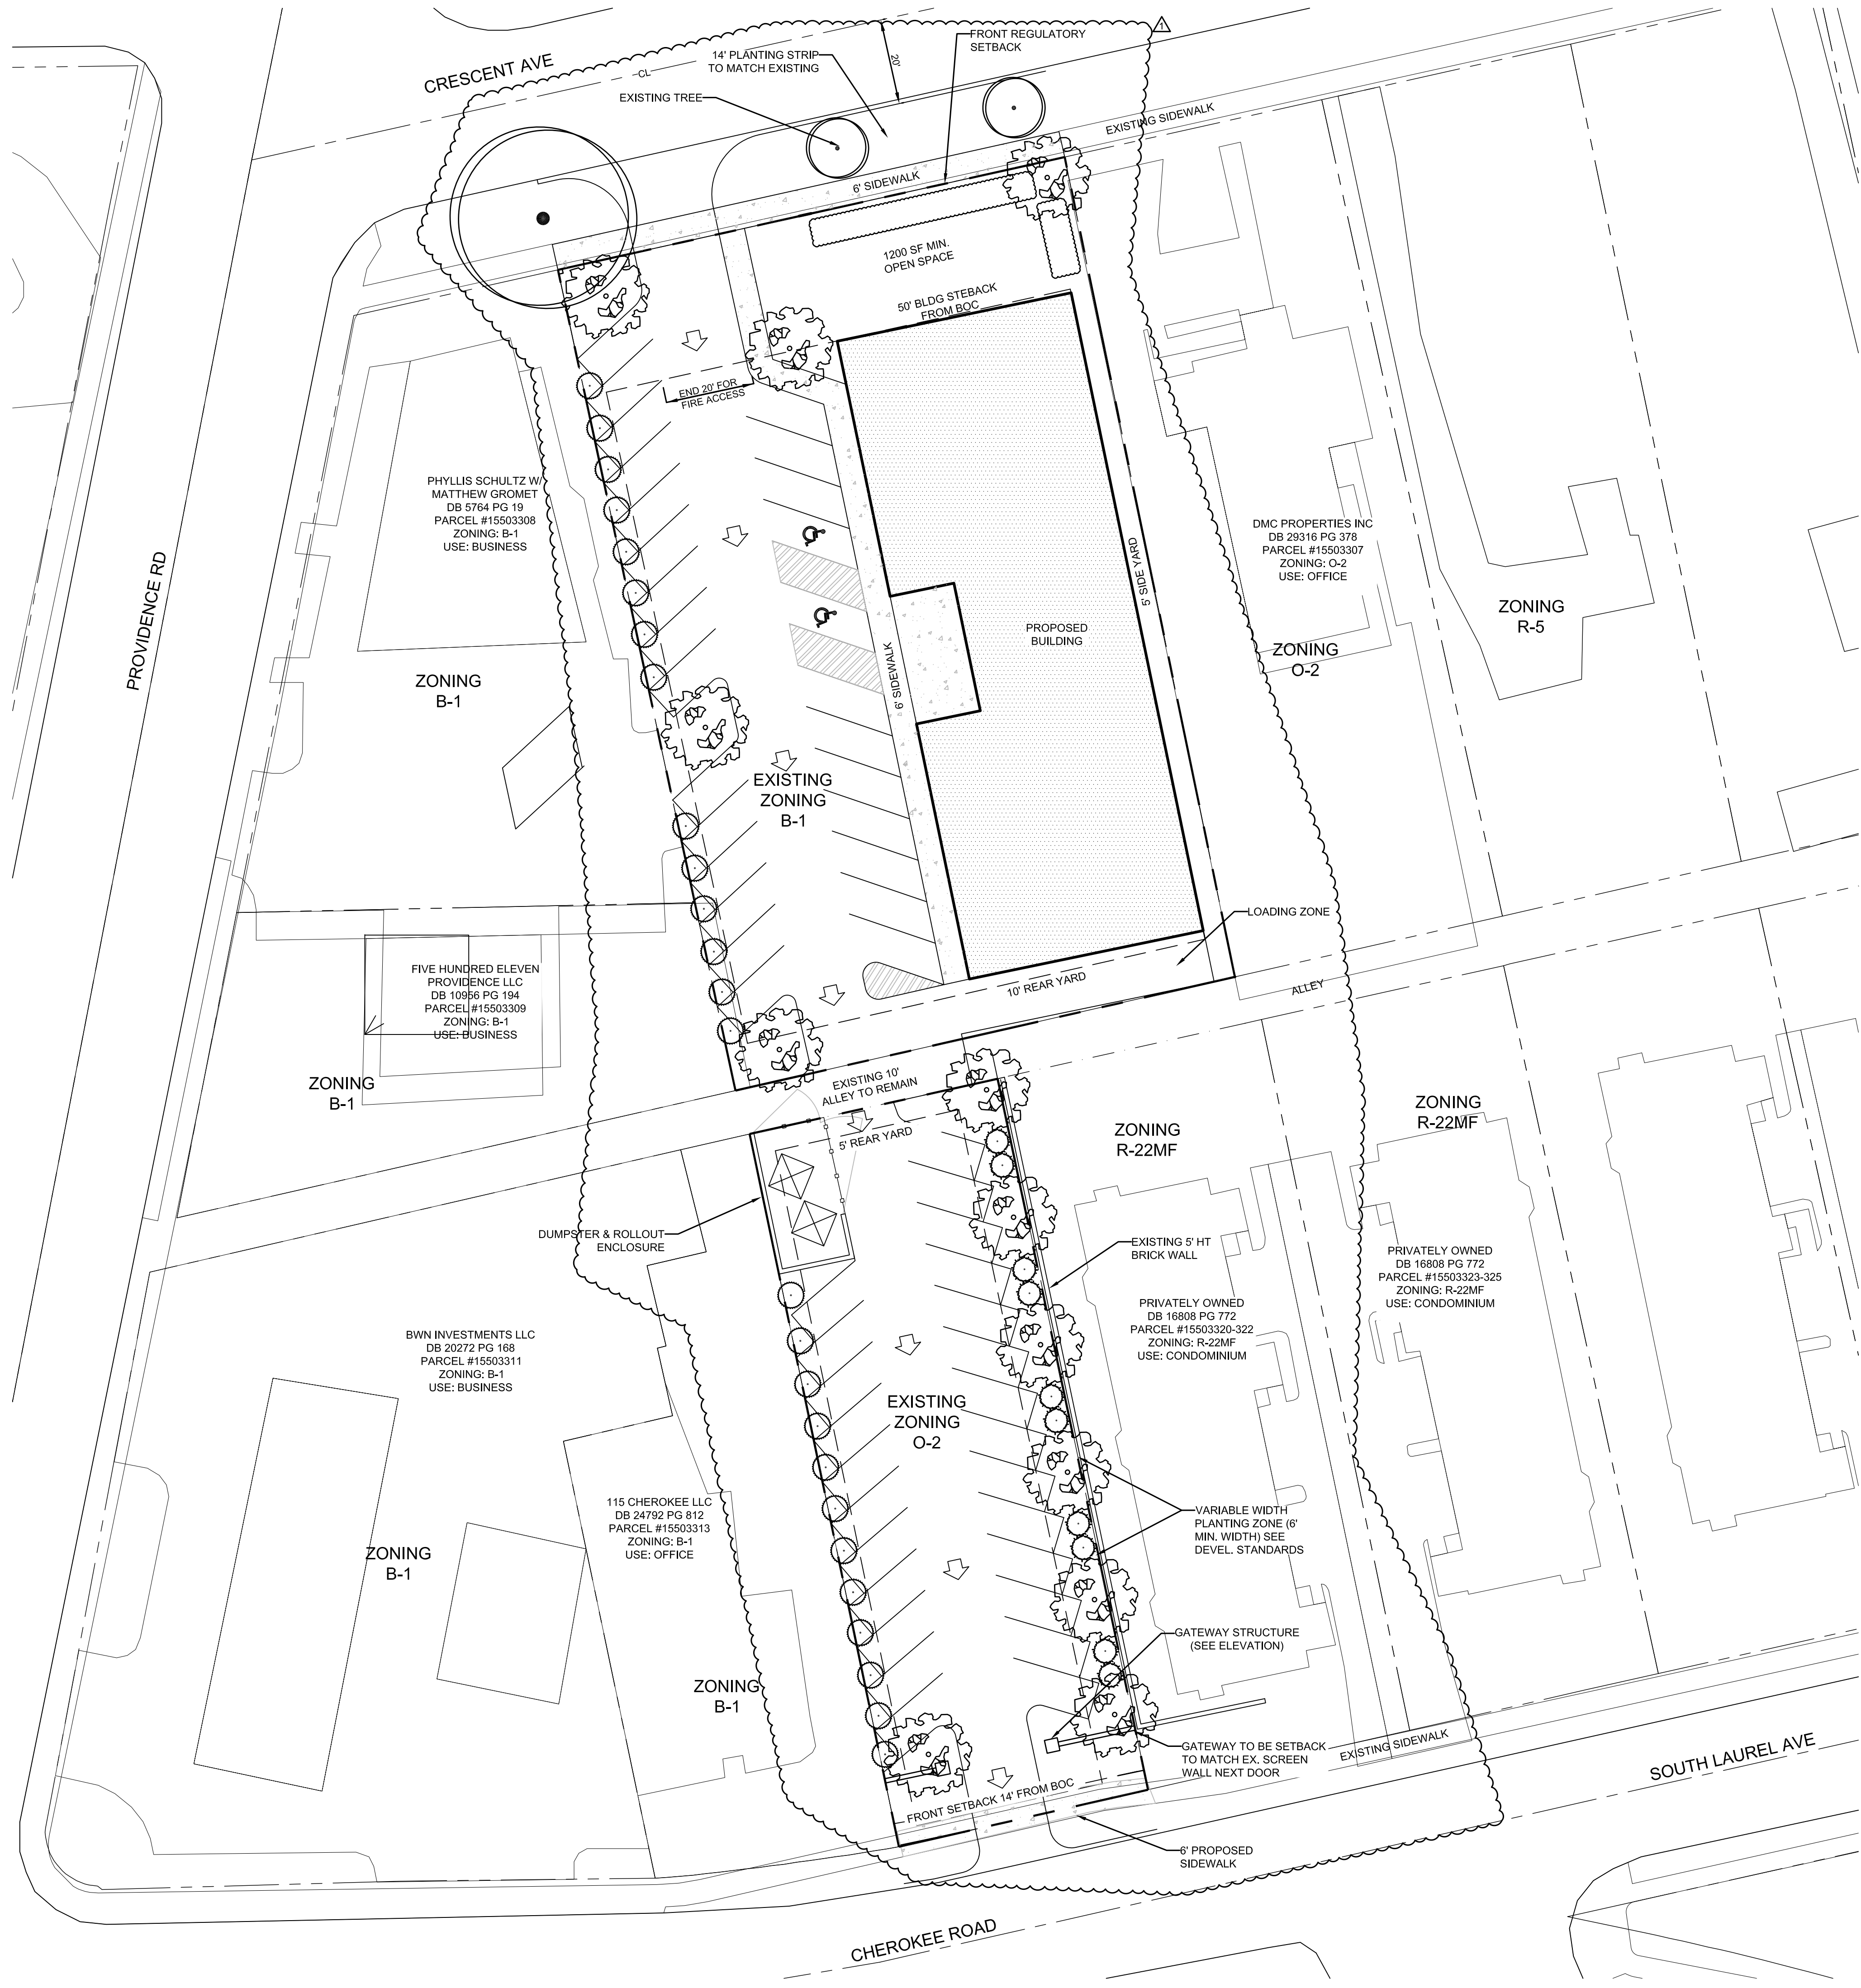 CRESCENT AVE
CL
14' PLANTING STRIP
TO MATCH EXISTING
FRONT REGULATORY
SETBACK
1
20'
EXISTING TREE
EXISTING SIDEWALK
6' SIDEWALK
1200 SF MIN.
OPEN SPACE
50' BLDG STEBACK
FROM BOC
END 20' FOR
FIRE ACCESS
PROVIDENCE RD
PHYLLIS SCHULTZ W/
MATTHEW GROMET
DB 5764 PG 19
PARCEL #15503308
ZONING: B-1
USE: BUSINESS
DMC PROPERTIES INC
DB 29316 PG 378
PARCEL #15503307
ZONING: O-2
USE: OFFICE
5' SIDE YARD
ZONING
R-5
PROPOSED
BUILDING
ZONING
O-2
ZONING
B-1
6' SIDEWALK
EXISTING
ZONING
B-1
LOADING ZONE
FIVE HUNDRED ELEVEN
PROVIDENCE LLC
DB 10956 PG 194
PARCEL #15503309
ZONING: B-1
USE: BUSINESS
10' REAR YARD
ALLEY
ZONING
B-1
EXISTING 10'
ALLEY TO REMAIN
5' REAR YARD
ZONING
R-22MF
ZONING
R-22MF
DUMPSTER & ROLLOUT
ENCLOSURE
EXISTING 5' HT
BRICK WALL
PRIVATELY OWNED
DB 16808 PG 772
PARCEL #15503323-325
ZONING: R-22MF
USE: CONDOMINIUM
PRIVATELY OWNED
DB 16808 PG 772
PARCEL #15503320-322
ZONING: R-22MF
USE: CONDOMINIUM
BWN INVESTMENTS LLC
DB 20272 PG 168
PARCEL #15503311
ZONING: B-1
USE: BUSINESS
EXISTING
ZONING
O-2
115 CHEROKEE LLC
DB 24792 PG 812
PARCEL #15503313
ZONING: B-1
USE: OFFICE
VARIABLE WIDTH
PLANTING ZONE (6'
MIN. WIDTH) SEE
DEVEL. STANDARDS
ZONING
B-1
GATEWAY STRUCTURE
(SEE ELEVATION)
ZONING
B-1
GATEWAY TO BE SETBACK
TO MATCH EX. SCREEN
WALL NEXT DOOR
EXISTING SIDEWALK
SOUTH LAUREL AVE
FRONT SETBACK 14' FROM BOC
6' PROPOSED
SIDEWALK
CHEROKEE ROAD